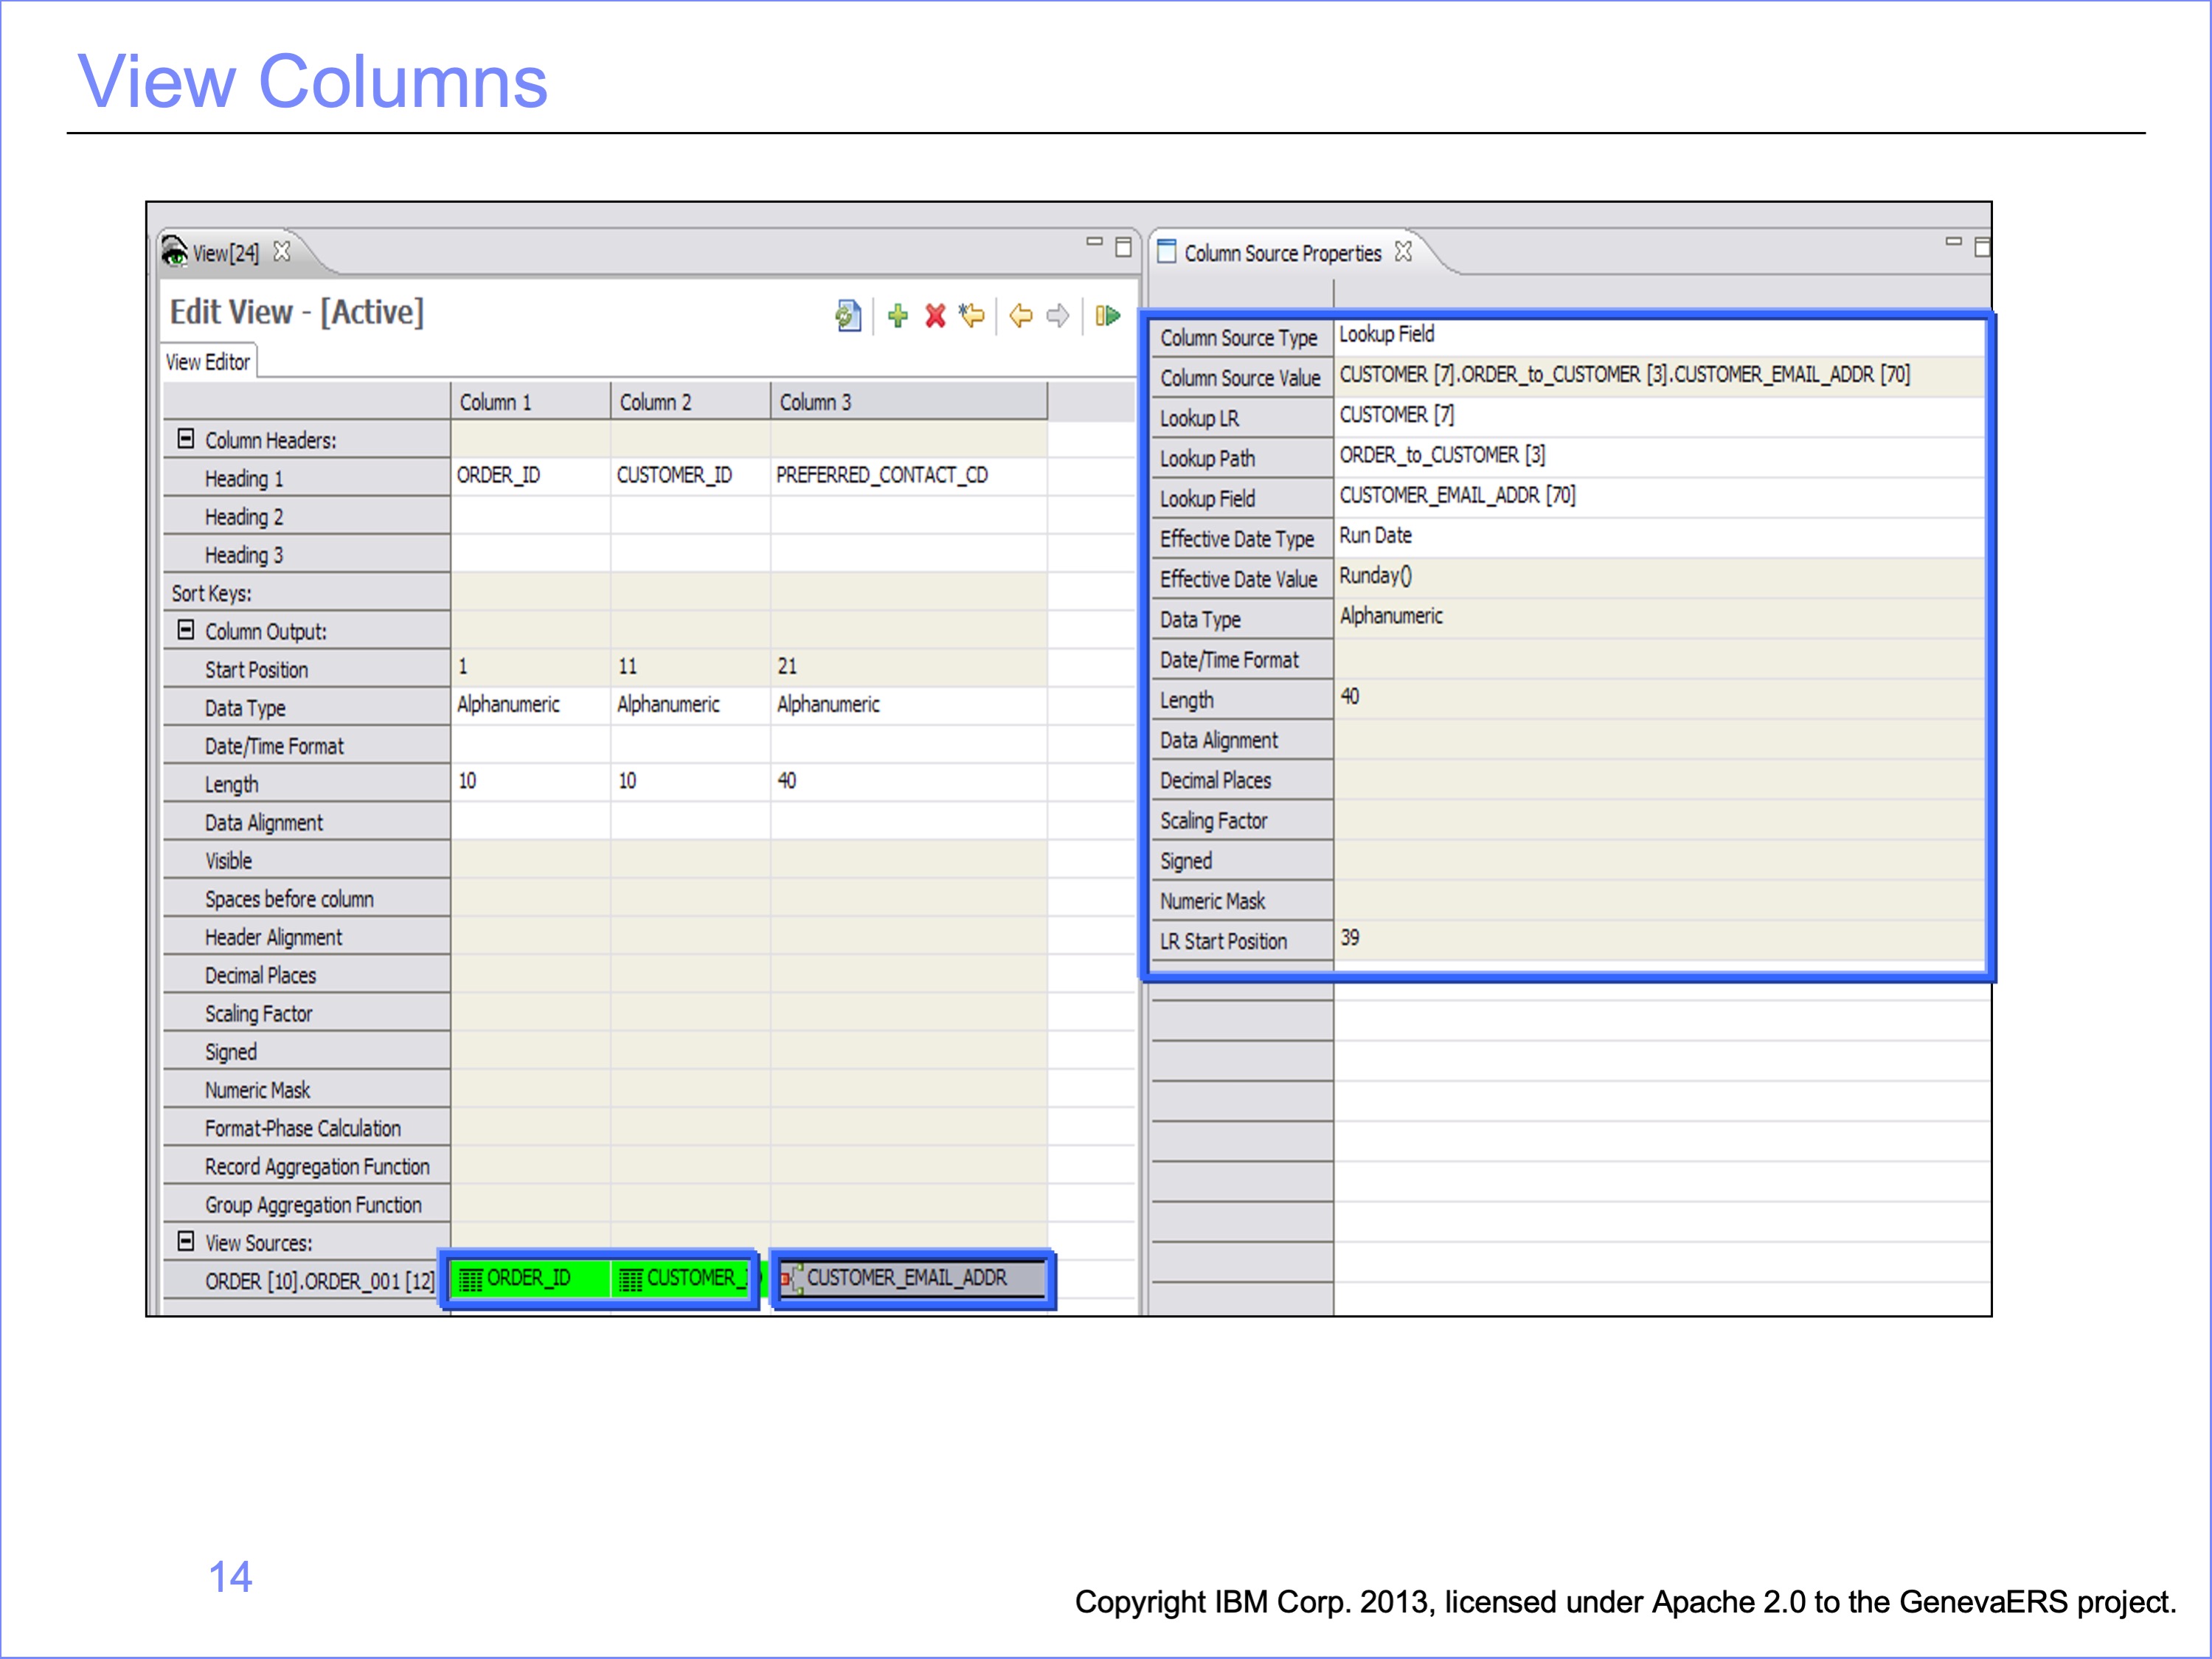 View Columns
View[24]
Edit View - [Active]
View Editor
Column 1 Column 2 Column 3
Column Headers:
Heading 1 ORDER_ID CUSTOMER_ID PREFERRED_CONTACT_CD
Heading 2
Heading 3
Sort Keys:
Column Output:
Start Position 1 11 21
Data Type Alphanumeric Alphanumeric Alphanumeric
Date/Time Format
Length 10 10 40
Data Alignment
Visible
Spaces before column
Header Alignment
Decimal Places
Scaling Factor
Signed
Numeric Mask
Format-Phase Calculation
Record Aggregation Function
Group Aggregation Function
View Sources:
ORDER [10].ORDER_001 [12] ORDER_ID CUSTOMER_ CUSTOMER_EMAIL_ADDR
Column Source Properties
Column Source Type Lookup Field
Column Source Value CUSTOMER [7].ORDER_to_CUSTOMER [3].CUSTOMER_EMAIL_ADDR [70]
Lookup LR CUSTOMER [7]
Lookup Path ORDER_to_CUSTOMER [3]
Lookup Field CUSTOMER_EMAIL_ADDR [70]
Effective Date Type Run Date
Effective Date Value Runday()
Data Type Alphanumeric
Date/Time Format
Length 40
Data Alignment
Decimal Places
Scaling Factor
Signed
Numeric Mask
LR Start Position 39
14
Copyright IBM Corp. 2013, licensed under Apache 2.0 to the GenevaERS project.